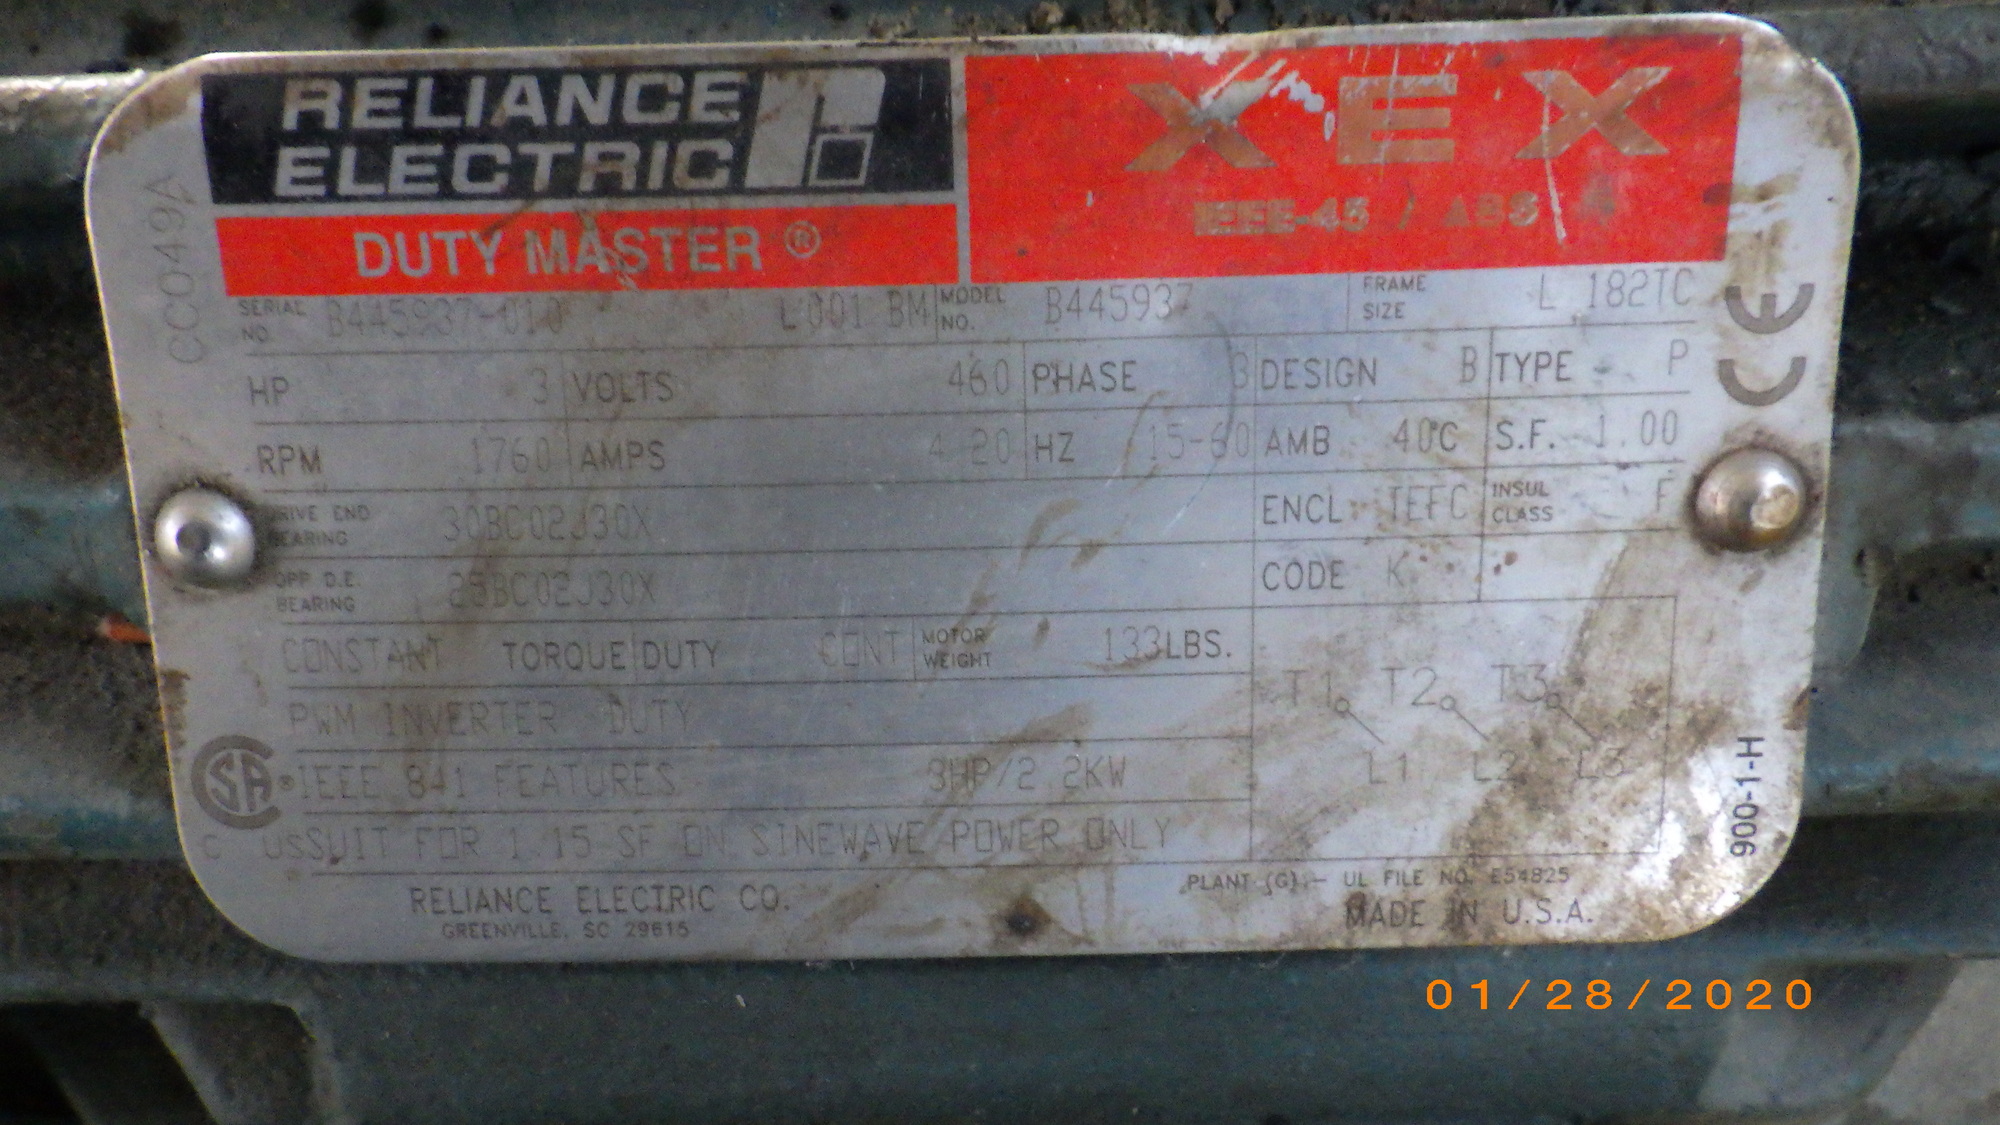 RELIANCE
ELECTRIC
DUTY MASTER ®
XEX
IEEE-45 / ABS
CC049A
SERIAL NO. B445937-010 L 001 BM MODEL NO. B445937 FRAME SIZE L 182TC
HP 3 VOLTS 460 PHASE 3 DESIGN B TYPE P
RPM 1760 AMPS 4.20 HZ 15-60 AMB 40°C S.F. 1.00
DRIVE END BEARING 30BC02J30X ENCL TEFC INSUL CLASS F
OPP D.E. BEARING 25BC02J30X CODE K
CONSTANT TORQUE DUTY CONT MOTOR WEIGHT 133LBS.
PWM INVERTER DUTY
T1 T2 T3
IEEE 841 FEATURES 3HP/2.2KW
L1 L2 L3
SUIT FOR 1.15 SF ON SINEWAVE POWER ONLY
CE
SA
C US
900-1-H
RELIANCE ELECTRIC CO.
GREENVILLE, SC 29615
PLANT (G)- UL FILE NO. E54825
MADE IN U.S.A.
01/28/2020